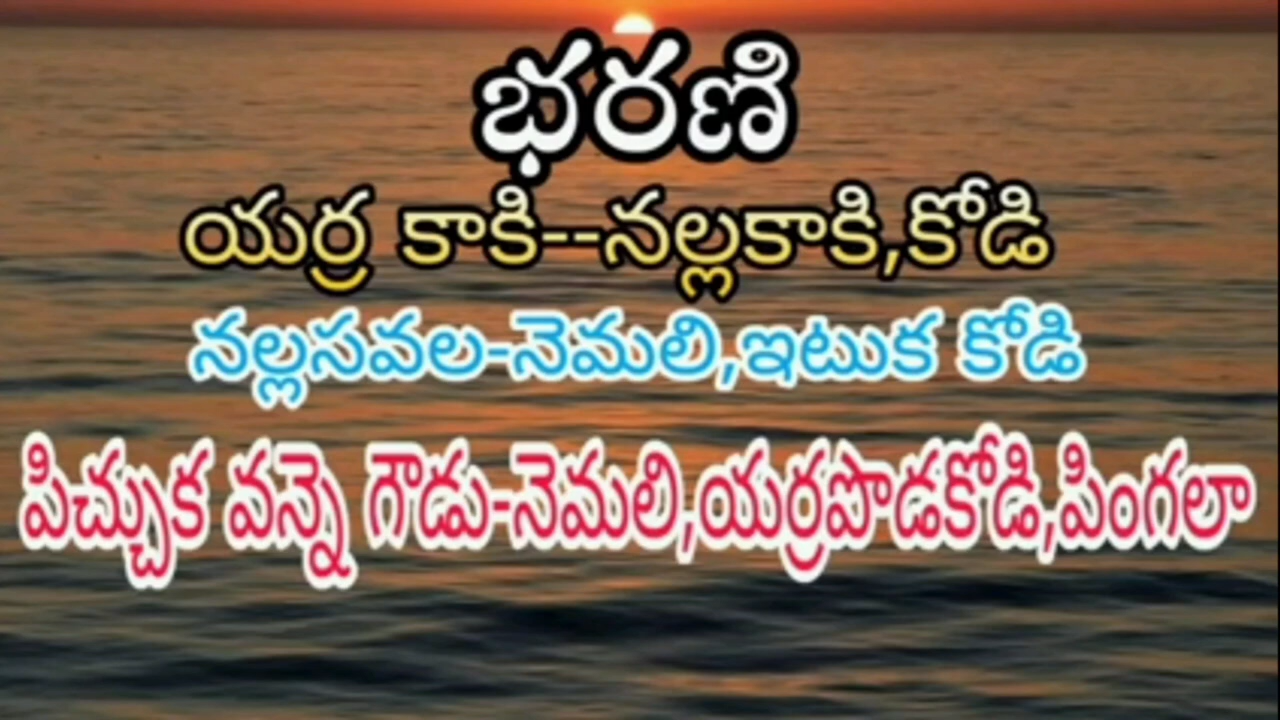 భరణి
యర్ర కాకి--నల్లకాకి,కోడి
నల్లసవల-నెమలి,ఇటుక కోడి
పిచ్చుక వన్నె గౌడు-నెమలి,యర్రపొడకోడి,పింగలా